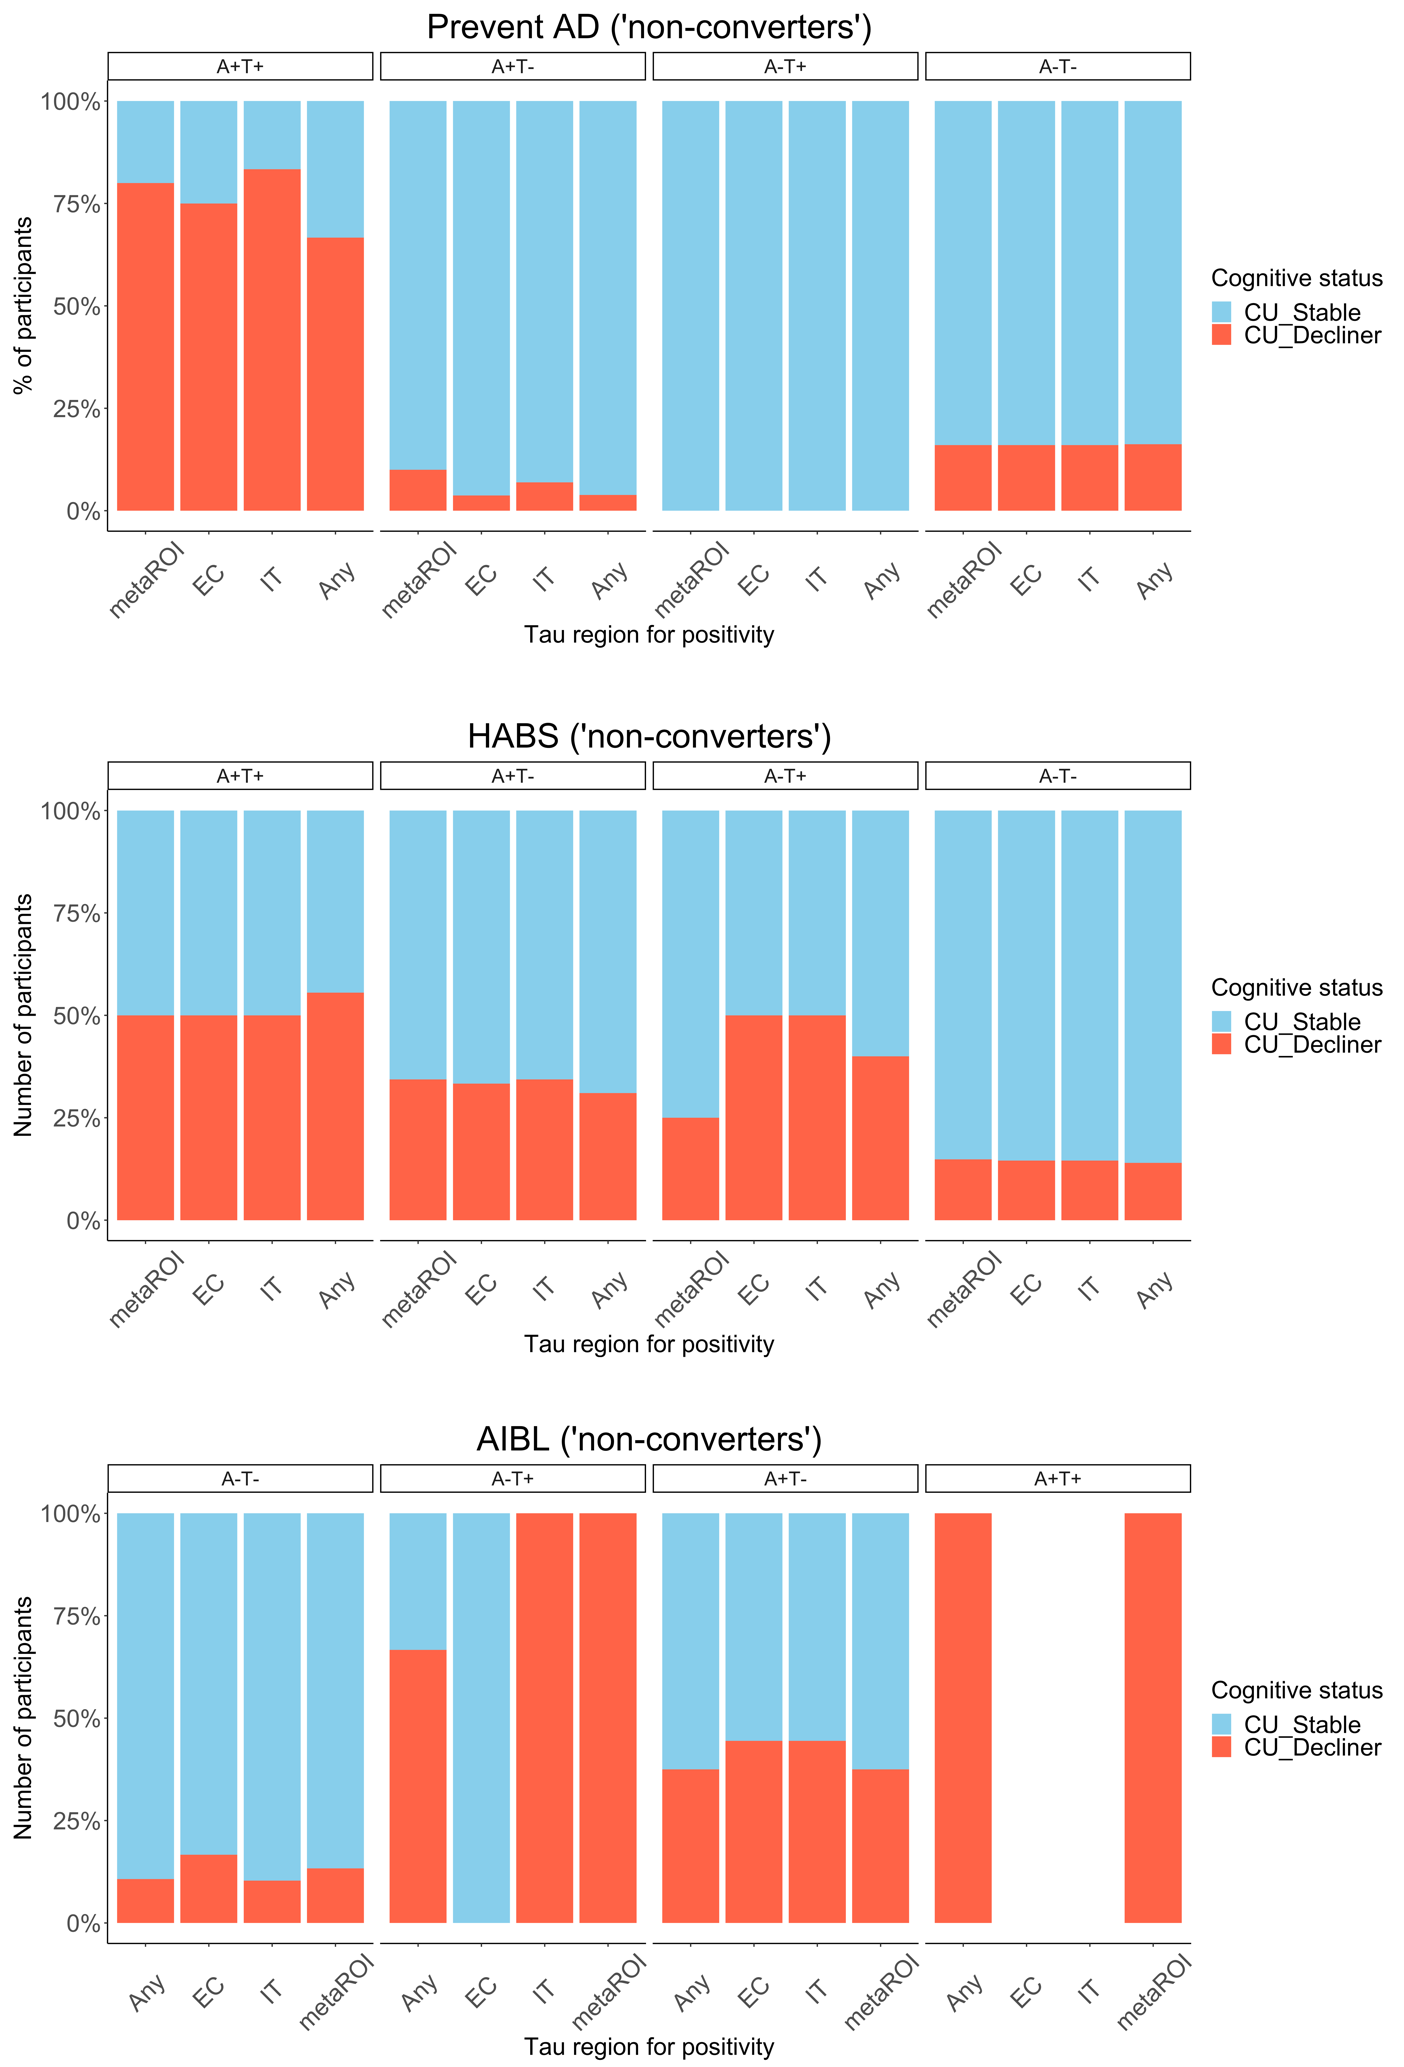 Prevent AD ('non-converters')
A+T+ A+T- A-T+ A-T-
100%
75%
50%
25%
0%
% of participants
metaROI EC IT Any metaROI EC IT Any metaROI EC IT Any metaROI EC IT Any
Tau region for positivity
Cognitive status
CU_Stable
CU_Decliner
HABS ('non-converters')
A+T+ A+T- A-T+ A-T-
100%
75%
50%
25%
0%
Number of participants
metaROI EC IT Any metaROI EC IT Any metaROI EC IT Any metaROI EC IT Any
Tau region for positivity
Cognitive status
CU_Stable
CU_Decliner
AIBL ('non-converters')
A-T- A-T+ A+T- A+T+
100%
75%
50%
25%
0%
Number of participants
Any EC IT metaROI Any EC IT metaROI Any EC IT metaROI Any EC IT metaROI
Tau region for positivity
Cognitive status
CU_Stable
CU_Decliner